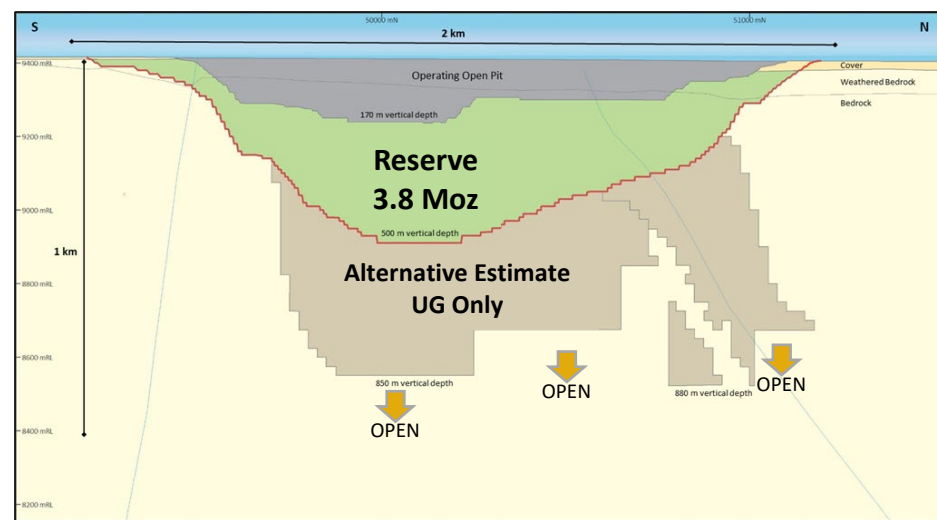 50000 mN
51000 mN
S
N
2 km
9400 mRL
Operating Open Pit
Cover
Weathered Bedrock
Bedrock
170 m vertical depth
9200 mRL
Reserve
3.8 Moz
9000 mRL
500 m vertical depth
1 km
Alternative Estimate
UG Only
8800 mRL
8600 mRL
850 m vertical depth
OPEN
880 m vertical depth
OPEN
OPEN
8400 mRL
8200 mRL